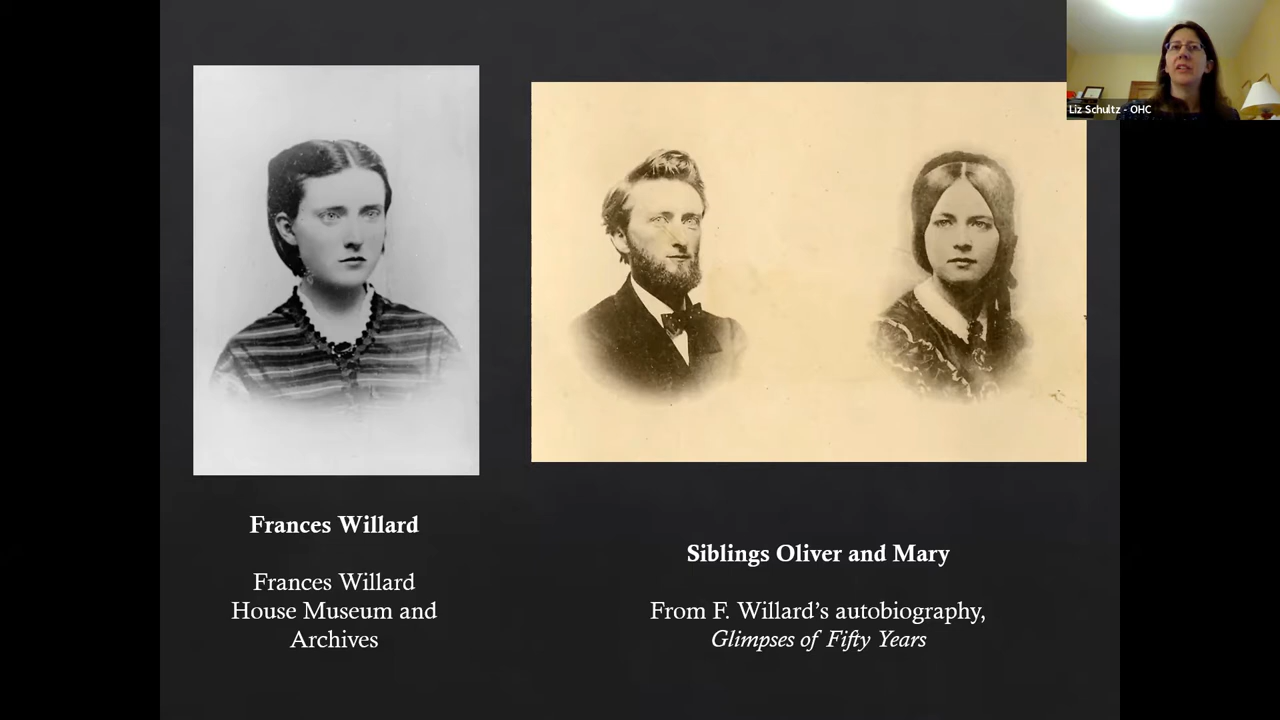 Liz Schultz - OHC
Frances Willard
Frances Willard
House Museum and
Archives
Siblings Oliver and Mary
From F. Willard’s autobiography,
Glimpses of Fifty Years